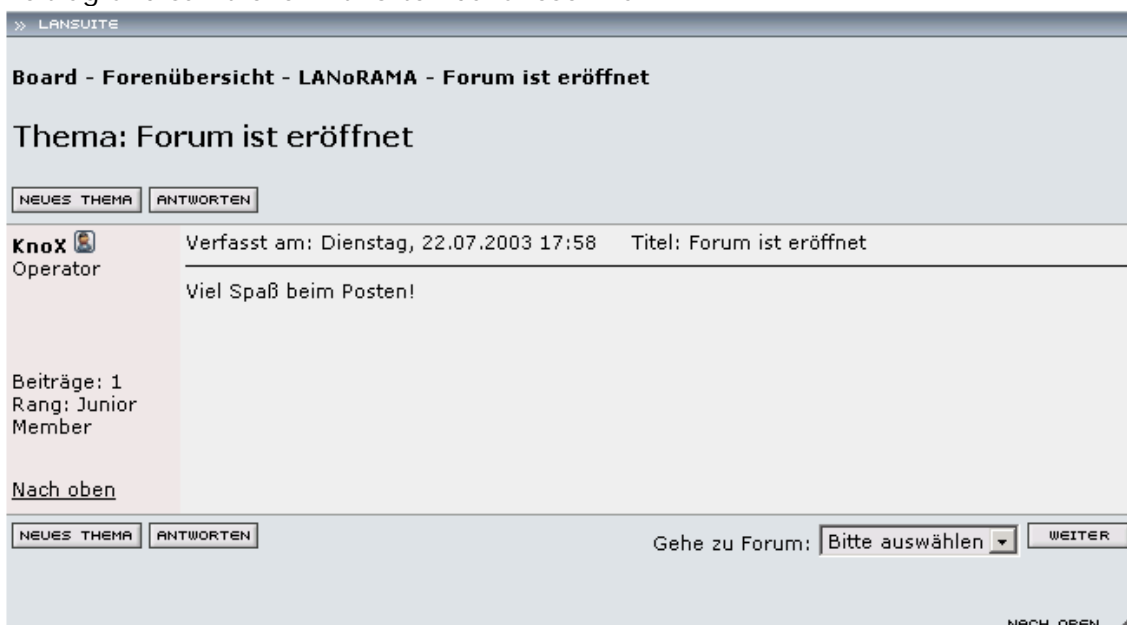 » LANSUITE
Board - Forenübersicht - LANoRAMA - Forum ist eröffnet
Thema: Forum ist eröffnet
NEUES THEMA ANTWORTEN
KnoX Verfasst am: Dienstag, 22.07.2003 17:58 Titel: Forum ist eröffnet
Operator
Viel Spaß beim Posten!
Beiträge: 1
Rang: Junior
Member
Nach oben
NEUES THEMA ANTWORTEN Gehe zu Forum: Bitte auswählen WEITER
NACH OBEN